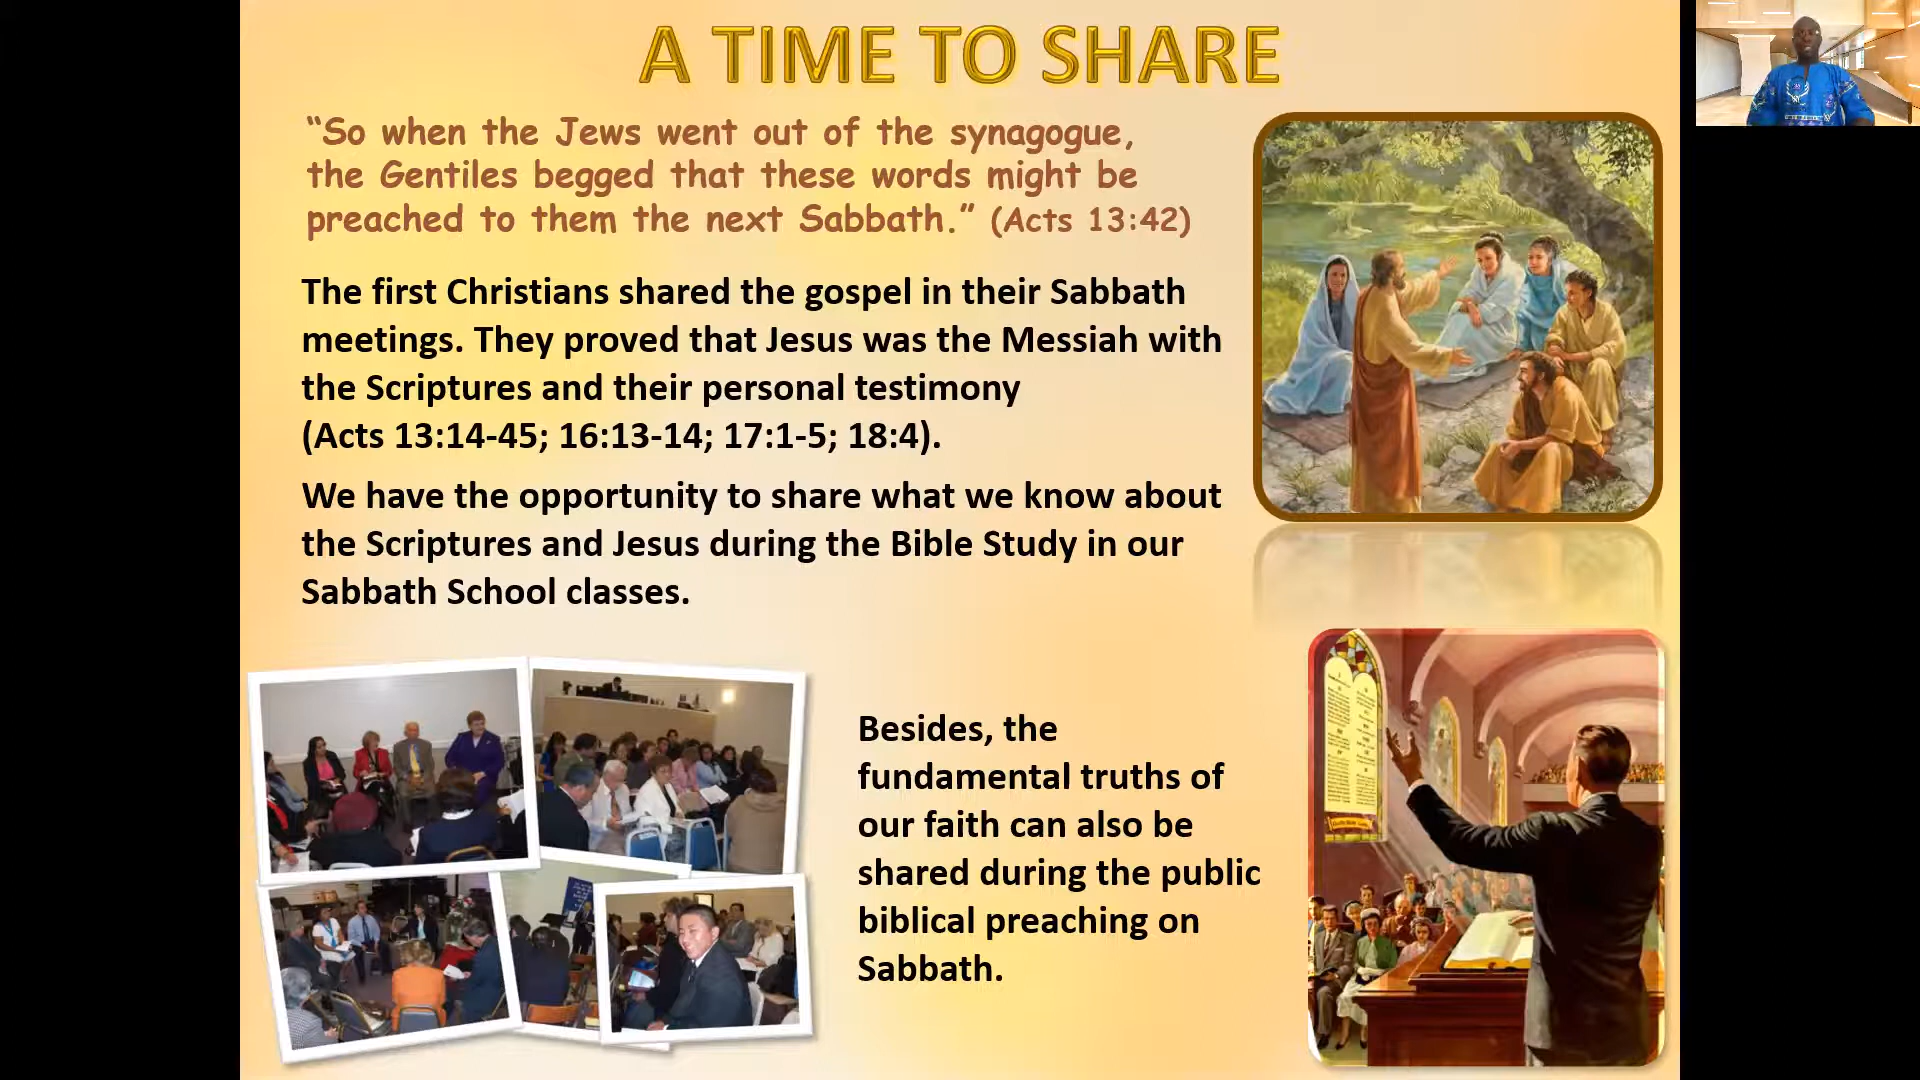 A TIME TO SHARE
“So when the Jews went out of the synagogue,
the Gentiles begged that these words might be
preached to them the next Sabbath.” (Acts 13:42)
The first Christians shared the gospel in their Sabbath
meetings. They proved that Jesus was the Messiah with
the Scriptures and their personal testimony
(Acts 13:14-45; 16:13-14; 17:1-5; 18:4).
We have the opportunity to share what we know about
the Scriptures and Jesus during the Bible Study in our
Sabbath School classes.
Besides, the
fundamental truths of
our faith can also be
shared during the public
biblical preaching on
Sabbath.